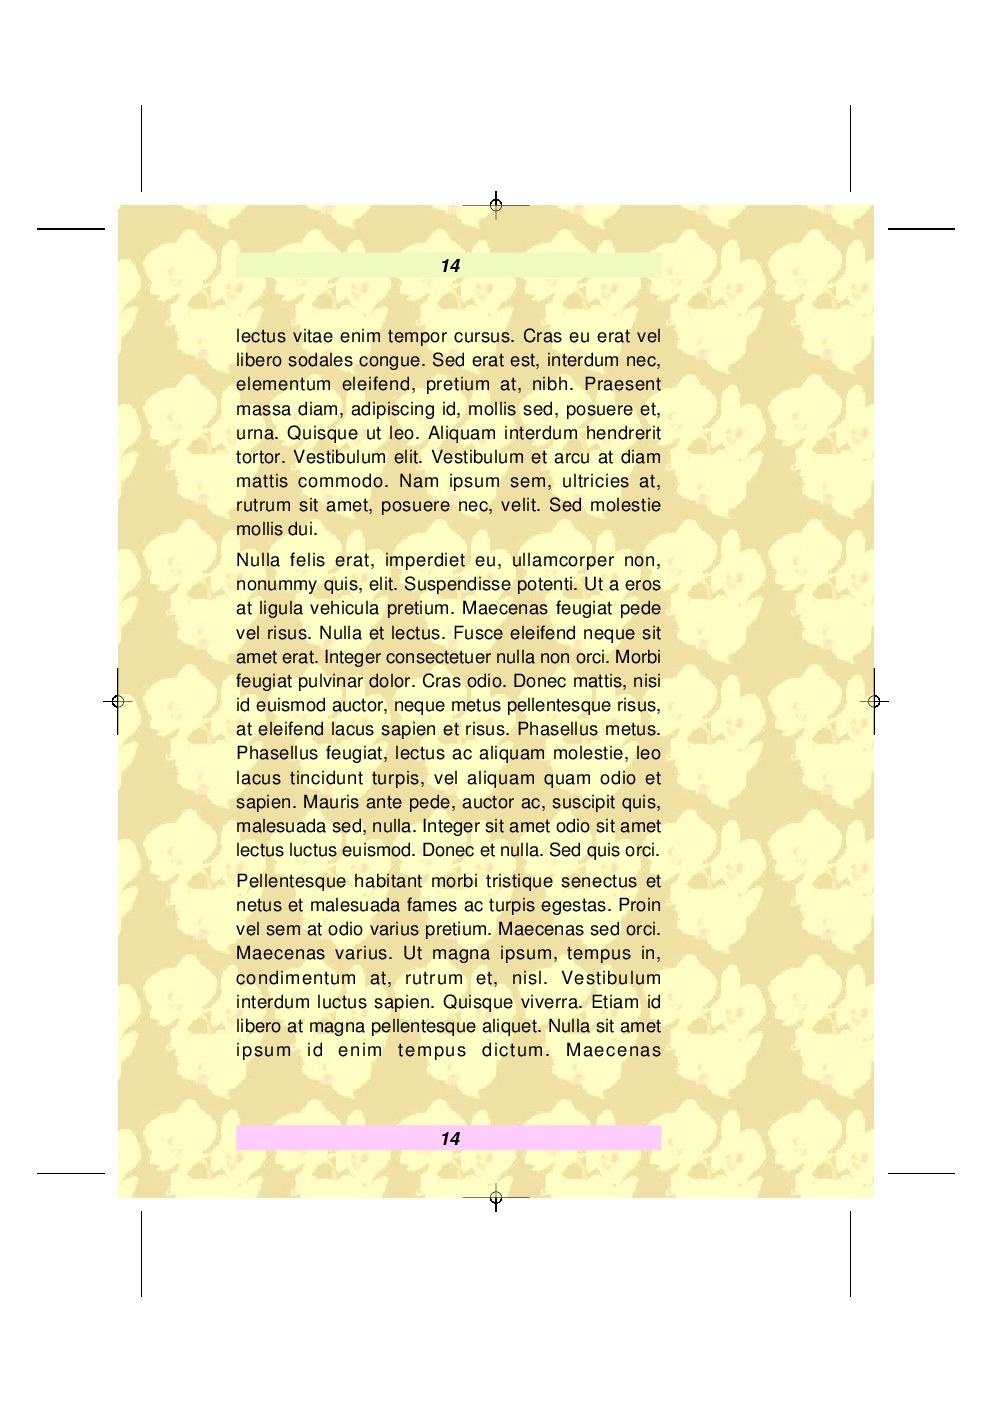 14
lectus vitae enim tempor cursus. Cras eu erat vel
libero sodales congue. Sed erat est, interdum nec,
elementum eleifend, pretium at, nibh. Praesent
massa diam, adipiscing id, mollis sed, posuere et,
urna. Quisque ut leo. Aliquam interdum hendrerit
tortor. Vestibulum elit. Vestibulum et arcu at diam
mattis commodo. Nam ipsum sem, ultricies at,
rutrum sit amet, posuere nec, velit. Sed molestie
mollis dui.
Nulla felis erat, imperdiet eu, ullamcorper non,
nonummy quis, elit. Suspendisse potenti. Ut a eros
at ligula vehicula pretium. Maecenas feugiat pede
vel risus. Nulla et lectus. Fusce eleifend neque sit
amet erat. Integer consectetuer nulla non orci. Morbi
feugiat pulvinar dolor. Cras odio. Donec mattis, nisi
id euismod auctor, neque metus pellentesque risus,
at eleifend lacus sapien et risus. Phasellus metus.
Phasellus feugiat, lectus ac aliquam molestie, leo
lacus tincidunt turpis, vel aliquam quam odio et
sapien. Mauris ante pede, auctor ac, suscipit quis,
malesuada sed, nulla. Integer sit amet odio sit amet
lectus luctus euismod. Donec et nulla. Sed quis orci.
Pellentesque habitant morbi tristique senectus et
netus et malesuada fames ac turpis egestas. Proin
vel sem at odio varius pretium. Maecenas sed orci.
Maecenas varius. Ut magna ipsum, tempus in,
condimentum at, rutrum et, nisl. Vestibulum
interdum luctus sapien. Quisque viverra. Etiam id
libero at magna pellentesque aliquet. Nulla sit amet
ipsum id enim tempus dictum. Maecenas
14